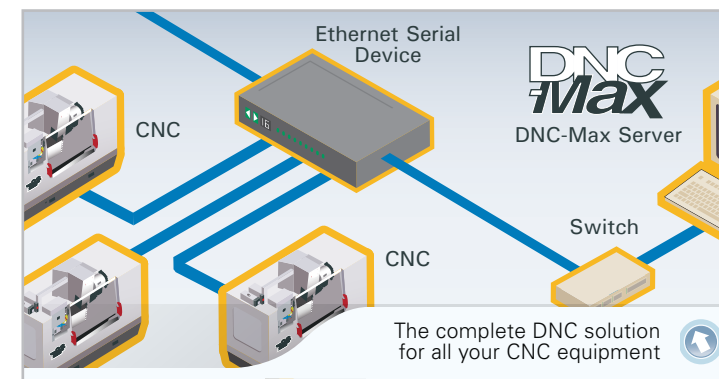 Ethernet Serial
Device
DNC
-Max
DNC-Max Server
CNC
16
Switch
CNC
The complete DNC solution
for all your CNC equipment